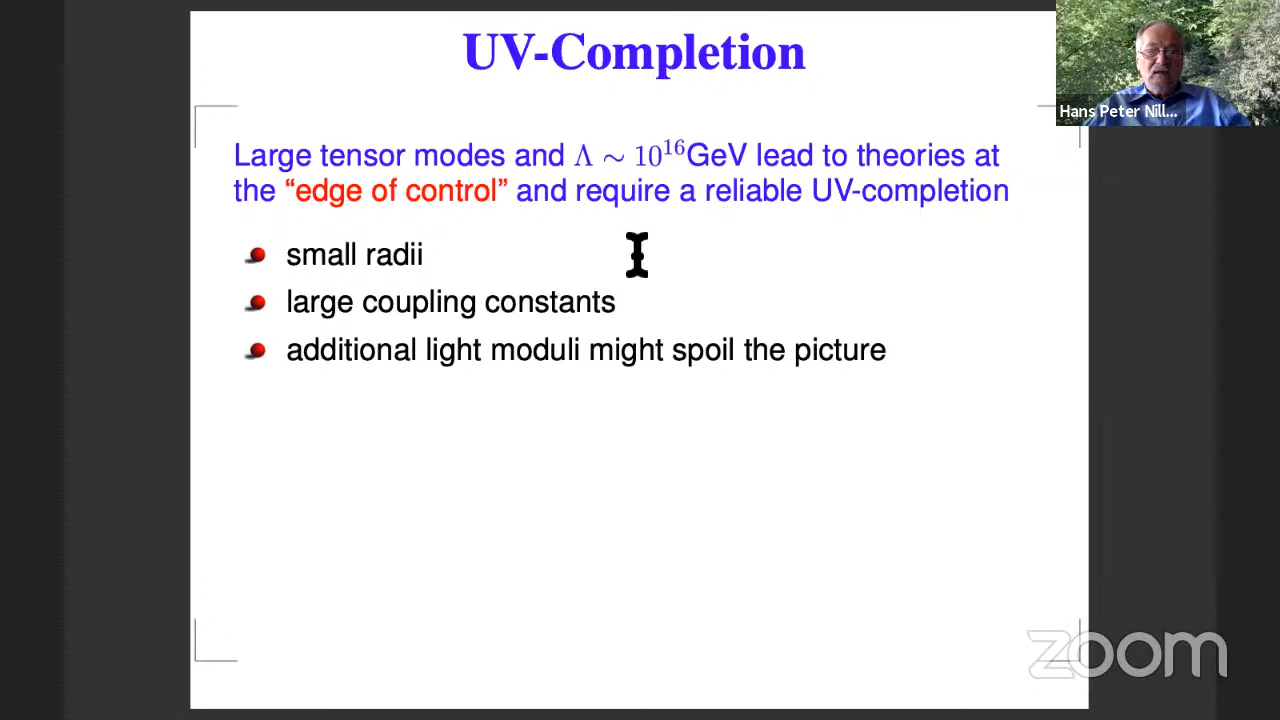 UV-Completion
Hans Peter Nill...
Large tensor modes and Λ ∼ 10¹⁶GeV lead to theories at
the “edge of control” and require a reliable UV-completion
small radii
large coupling constants
additional light moduli might spoil the picture
zoom